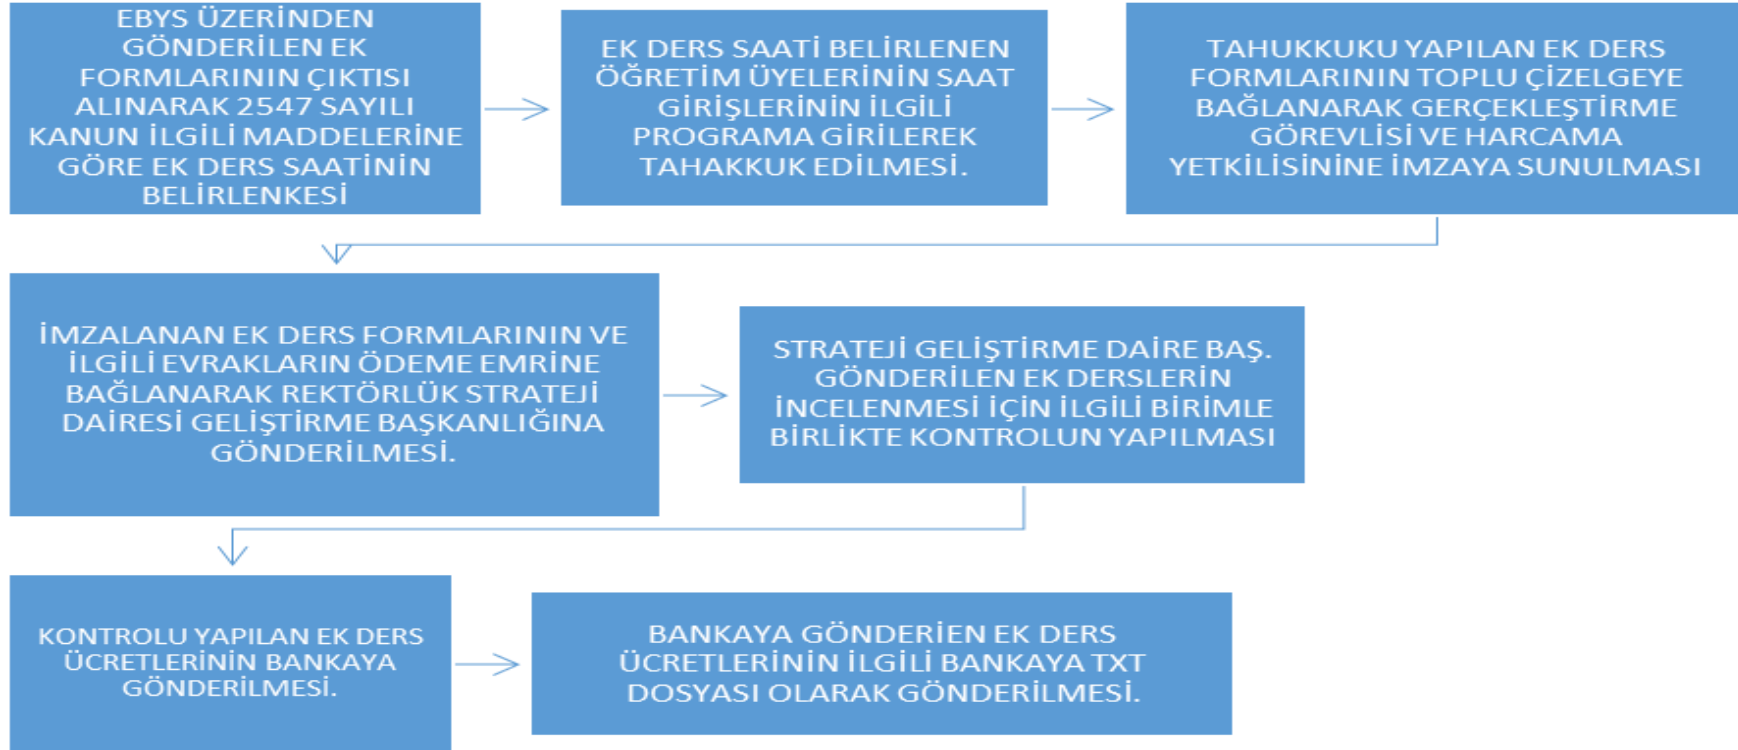 EBYS ÜZERİNDEN
GÖNDERİLEN EK
FORMLARININ ÇIKTISI
ALINARAK 2547 SAYILI
KANUN İLGİLİ MADDELERİNE
GÖRE EK DERS SAATİNİN
BELİRLENKESİ
EK DERS SAATİ BELİRLENEN
ÖĞRETİM ÜYELERİNİN SAAT
GİRİŞLERİNİN İLGİLİ
PROGRAMA GİRİLEREK
TAHAKKUK EDİLMESİ.
TAHUKKUKU YAPILAN EK DERS
FORMLARININ TOPLU ÇİZELGEYE
BAĞLANARAK GERÇEKLEŞTİRME
GÖREVLİSİ VE HARCAMA
YETKİLİSİNİNE İMZAYA SUNULMASI
İMZALANAN EK DERS FORMLARININ VE
İLGİLİ EVRAKLARIN ÖDEME EMRİNE
BAĞLANARAK REKTÖRLÜK STRATEJİ
DAİRESİ GELİŞTİRME BAŞKANLIĞINA
GÖNDERİLMESİ.
STRATEJİ GELİŞTİRME DAİRE BAŞ.
GÖNDERİLEN EK DERSLERİN
İNCELENMESİ İÇİN İLGİLİ BİRİMLE
BİRLİKTE KONTROLUN YAPILMASI
KONTROLU YAPILAN EK DERS
ÜCRETLERİNİN BANKAYA
GÖNDERİLMESİ.
BANKAYA GÖNDERİEN EK DERS
ÜCRETLERİNİN İLGİLİ BANKAYA TXT
DOSYASI OLARAK GÖNDERİLMESİ.